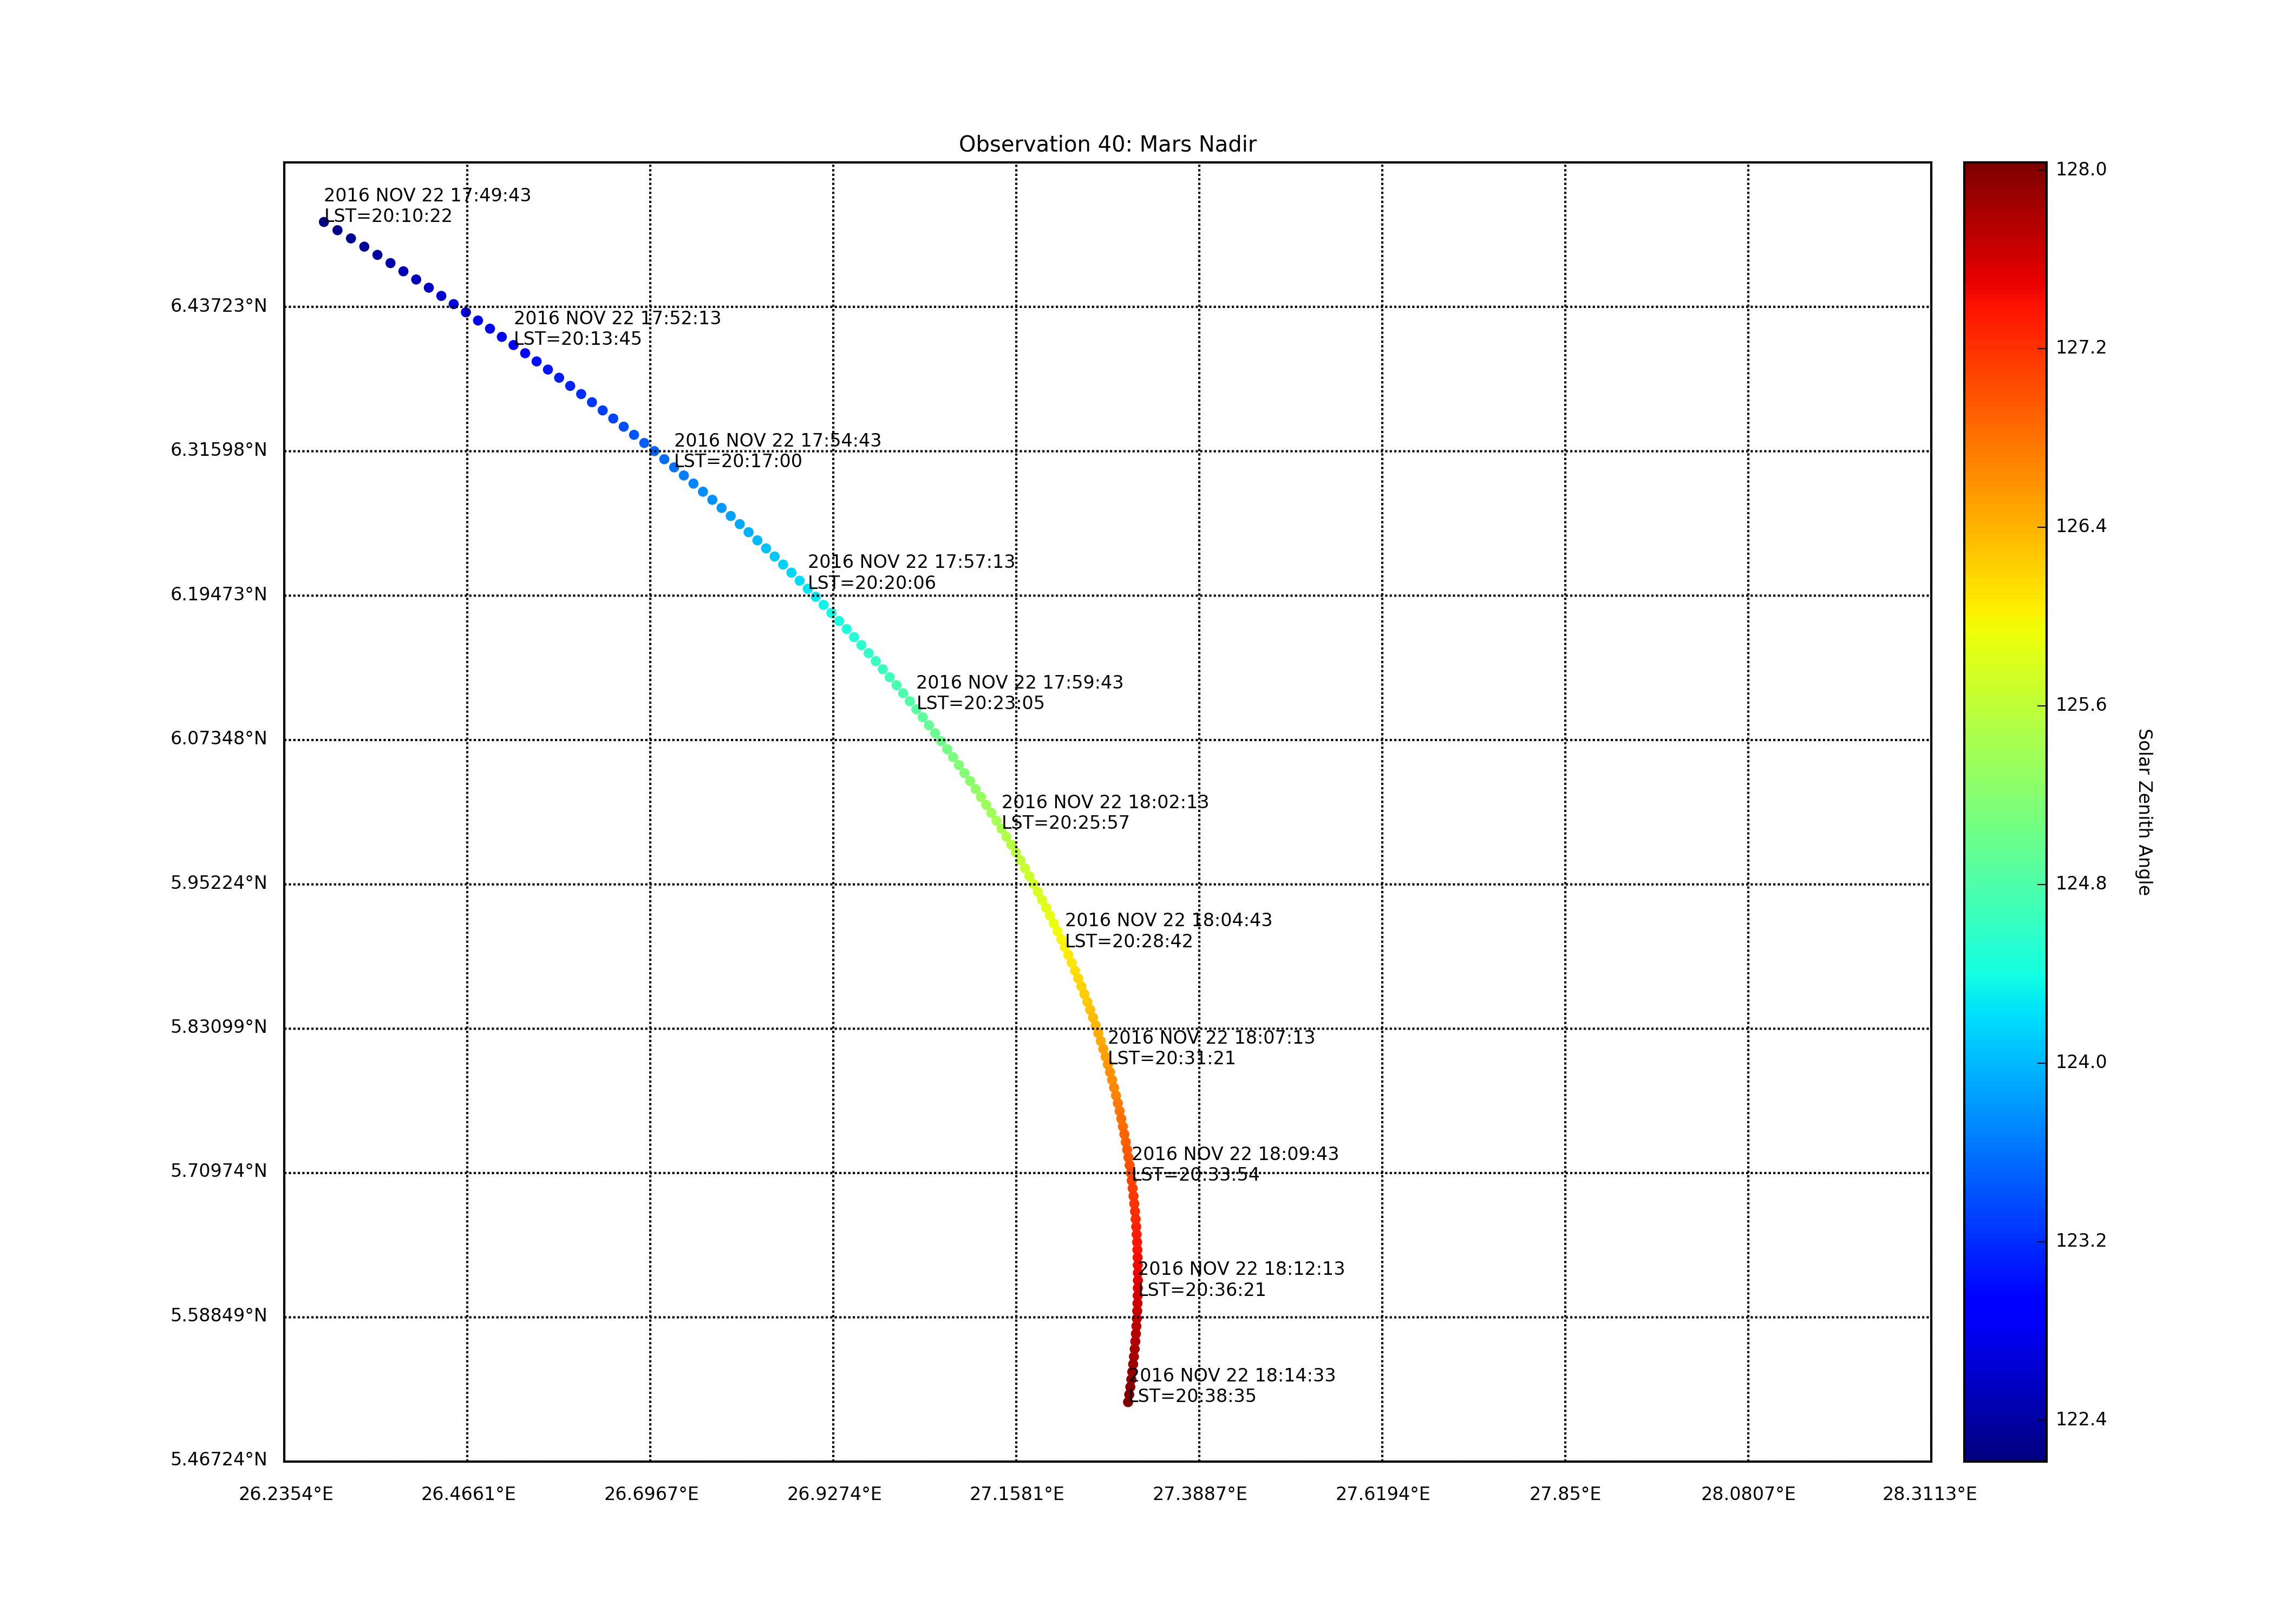 Observation 40: Mars Nadir
2016 NOV 22 17:49:43
LST=20:10:22
2016 NOV 22 17:52:13
LST=20:13:45
2016 NOV 22 17:54:43
LST=20:17:00
2016 NOV 22 17:57:13
LST=20:20:06
2016 NOV 22 17:59:43
LST=20:23:05
2016 NOV 22 18:02:13
LST=20:25:57
2016 NOV 22 18:04:43
LST=20:28:42
2016 NOV 22 18:07:13
LST=20:31:21
2016 NOV 22 18:09:43
LST=20:33:54
2016 NOV 22 18:12:13
LST=20:36:21
2016 NOV 22 18:14:33
LST=20:38:35
6.43723°N
6.31598°N
6.19473°N
6.07348°N
5.95224°N
5.83099°N
5.70974°N
5.58849°N
5.46724°N
26.2354°E
26.4661°E
26.6967°E
26.9274°E
27.1581°E
27.3887°E
27.6194°E
27.85°E
28.0807°E
28.3113°E
128.0
127.2
126.4
125.6
124.8
124.0
123.2
122.4
Solar Zenith Angle